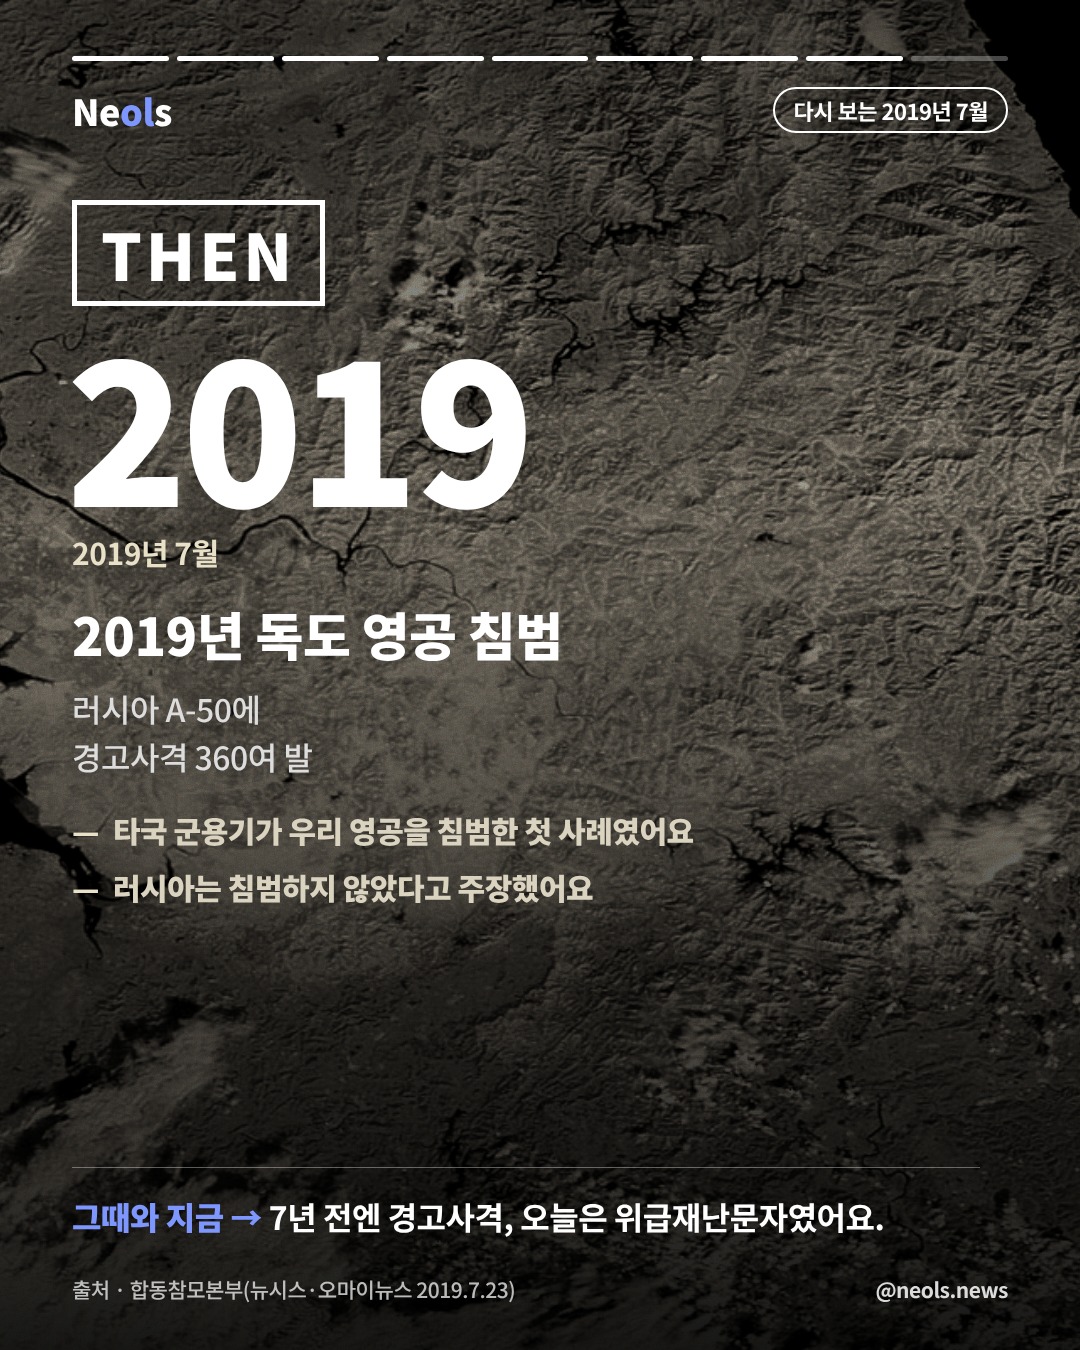 Neols
다시 보는 2019년 7월
THEN
2019
2019년 7월
2019년 독도 영공 침범
러시아 A-50에
경고사격 360여 발
— 타국 군용기가 우리 영공을 침범한 첫 사례였어요
— 러시아는 침범하지 않았다고 주장했어요
그때와 지금 → 7년 전엔 경고사격, 오늘은 위급재난문자였어요.
출처 · 합동참모본부(뉴시스·오마이뉴스 2019.7.23)
@neols.news